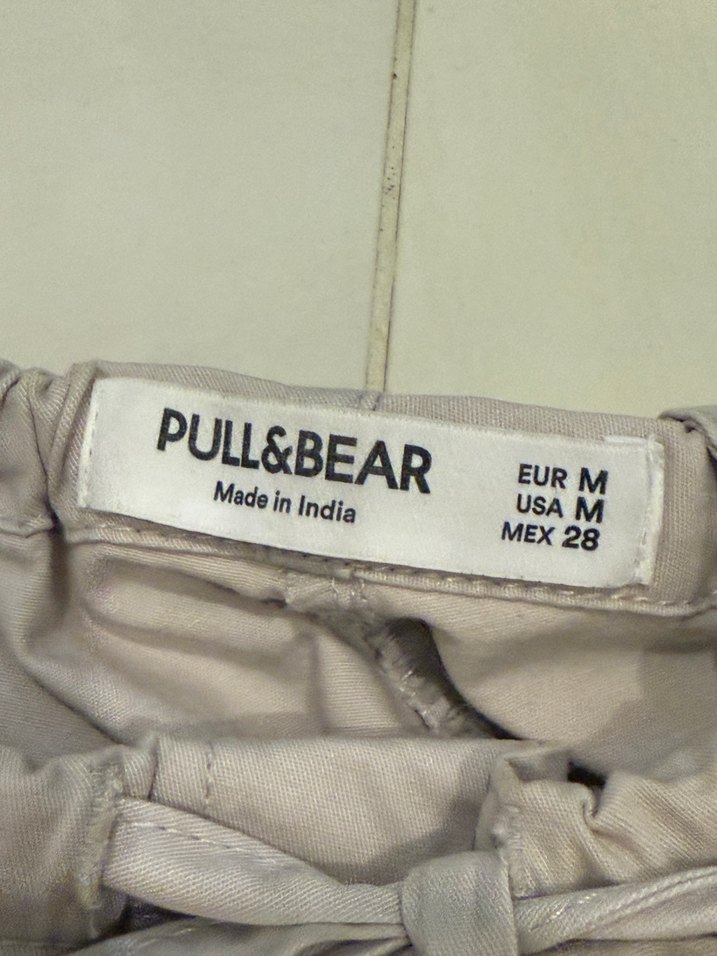 PULL&BEAR
Made in India
EUR M
USA M
MEX 28